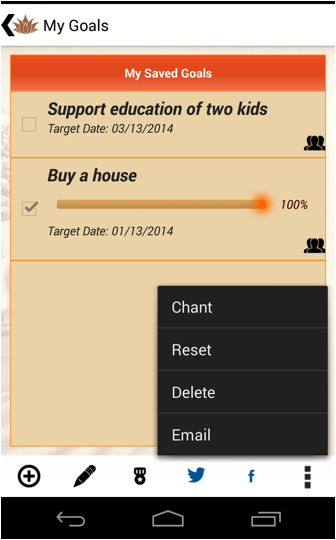 My Goals
My Saved Goals
Support education of two kids
Target Date: 03/13/2014
Buy a house
100%
Target Date: 01/13/2014
Chant
Reset
Delete
Email